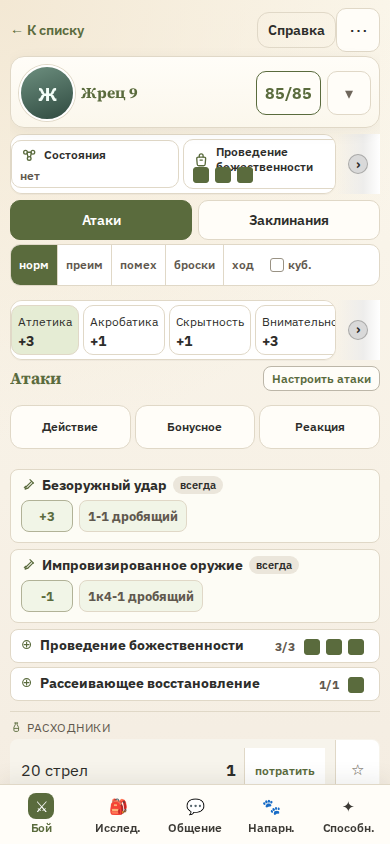 ← К списку
Справка
...
Ж
Жрец 9
85/85
▼
Состояния
нет
Проведение
божественности
›
Атаки
Заклинания
норм преим помех броски ход куб.
Атлетика Акробатика Скрытность Внимательно
+3 +1 +1 +3
›
Атаки
Настроить атаки
Действие Бонусное Реакция
Безоружный удар всегда
+3 1-1 дробящий
Импровизированное оружие всегда
-1 1к4-1 дробящий
Проведение божественности 3/3
Рассеивающее восстановление 1/1
РАСХОДНИКИ
20 стрел 1 потратить ☆
Бой Исслед. Общение Напарн. Способн.